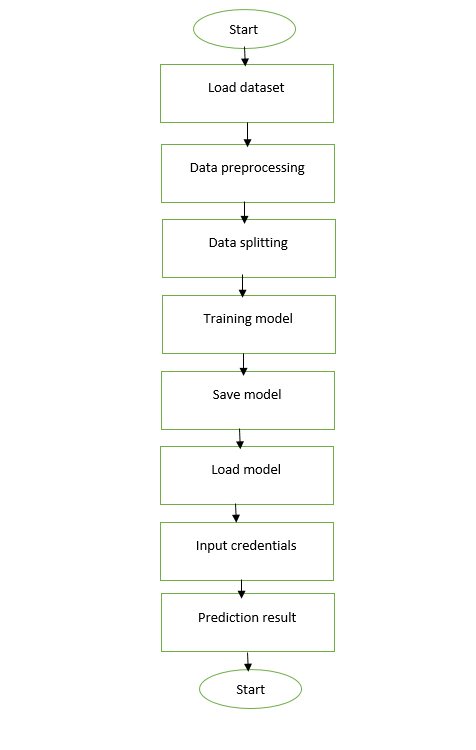 Start
Load dataset
Data preprocessing
Data splitting
Training model
Save model
Load model
Input credentials
Prediction result
Start